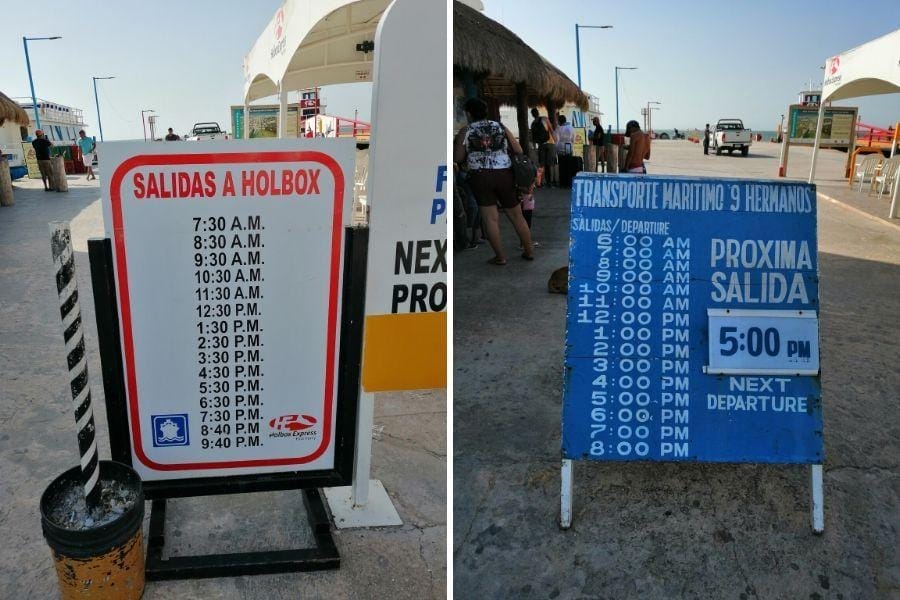 SALIDAS A HOLBOX
7:30 A.M.
8:30 A.M.
9:30 A.M.
10:30 A.M.
11:30 A.M.
12:30 P.M.
1:30 P.M.
2:30 P.M.
3:30 P.M.
4:30 P.M.
5:30 P.M.
6:30 P.M.
7:30 P.M.
8:40 P.M
9:40 P.M.
Holbox Express
NEX
PRO
TRANSPORTE MARITIMO '9 HERMANOS
SALIDAS/DEPARTURE
6:00 AM
7:00 AM
8:00 AM
9:00 AM
10:00 AM
11:00 AM
12:00 PM
1:00 PM
2:00 PM
3:00 PM
4:00 PM
5:00 PM
6:00 PM
7:00 PM
8:00 PM
PROXIMA
SALIDA
5:00 PM
NEXT
DEPARTURE